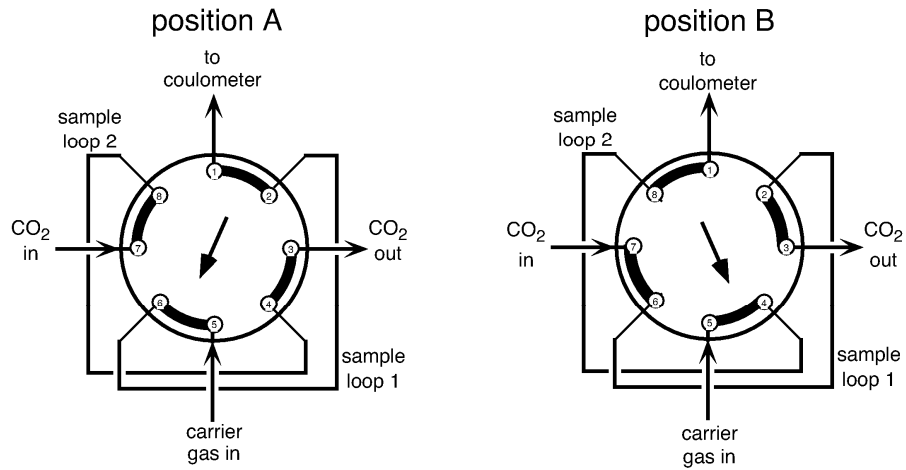 position A
to
coulometer
sample
loop 2
1
2
8
CO2
in
7
3
CO2
out
6
4
5
sample
loop 1
carrier
gas in
position B
to
coulometer
sample
loop 2
1
8
2
CO2
in
7
3
CO2
out
6
4
5
sample
loop 1
carrier
gas in